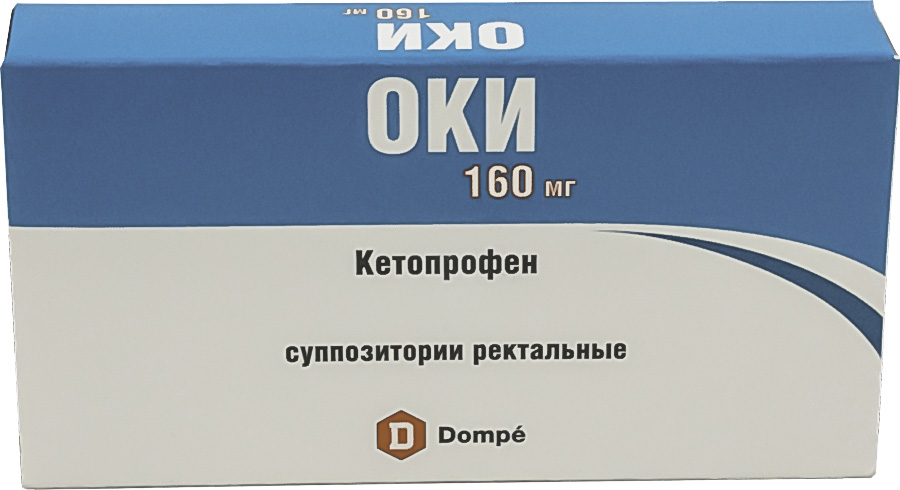 ОКИ
160 мг
ОКИ
160 мг
Кетопрофен
суппозитории ректальные
D Dompé